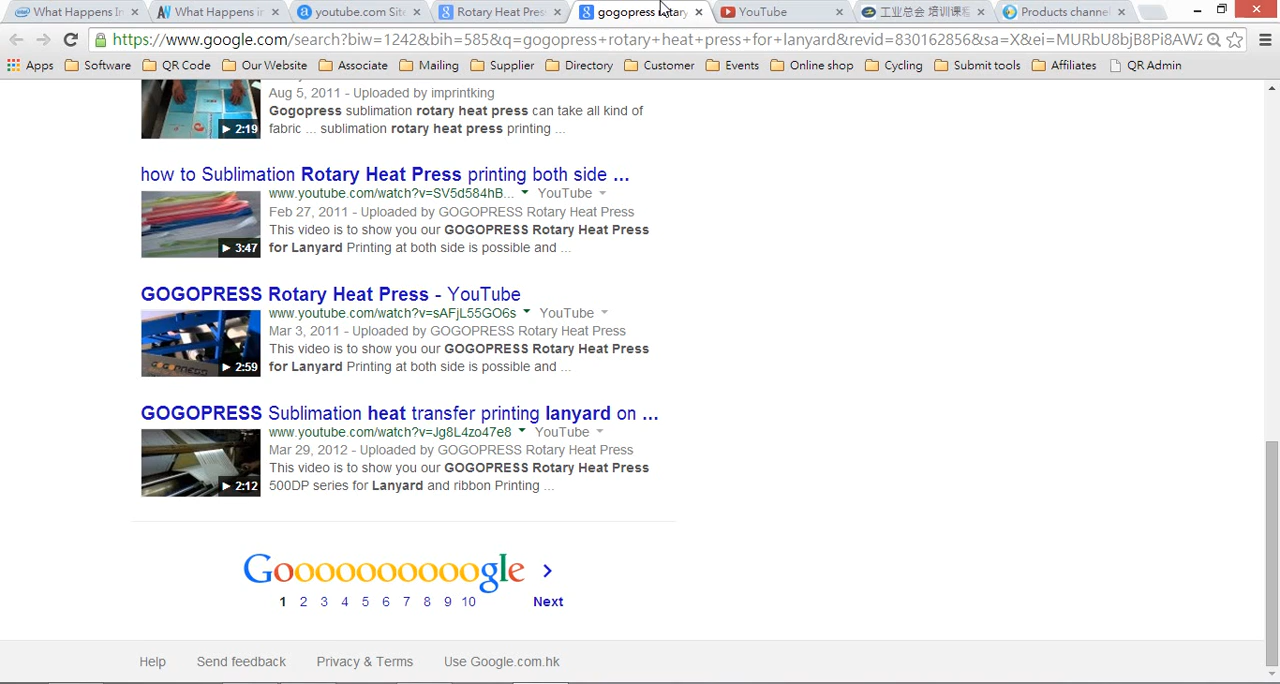 What Happens In
What Happens in
youtube.com Site
Rotary Heat Press
gogopress rotary
YouTube
工业总会 培训课程
Products channel
https://www.google.com/search?biw=1242&bih=585&q=gogopress+rotary+heat+press+for+lanyard&revid=830162856&sa=X&ei=MURbU8bjB8Pi8AWZ
Apps Software QR Code Our Website Associate Mailing Supplier Directory Customer Events Online shop Cycling Submit tools Affiliates QR Admin
Aug 5, 2011 - Uploaded by imprintking
Gogopress sublimation rotary heat press can take all kind of
fabric ... sublimation rotary heat press printing ...
2:19
how to Sublimation Rotary Heat Press printing both side ...
www.youtube.com/watch?v=SV5d584hB... YouTube
Feb 27, 2011 - Uploaded by GOGOPRESS Rotary Heat Press
This video is to show you our GOGOPRESS Rotary Heat Press
for Lanyard Printing at both side is possible and ...
3:47
GOGOPRESS Rotary Heat Press - YouTube
www.youtube.com/watch?v=sAFjL55GO6s YouTube
Mar 3, 2011 - Uploaded by GOGOPRESS Rotary Heat Press
This video is to show you our GOGOPRESS Rotary Heat Press
for Lanyard Printing at both side is possible and ...
GOGOPRESS
2:59
GOGOPRESS Sublimation heat transfer printing lanyard on ...
www.youtube.com/watch?v=Jg8L4zo47e8 YouTube
Mar 29, 2012 - Uploaded by GOGOPRESS Rotary Heat Press
This video is to show you our GOGOPRESS Rotary Heat Press
500DP series for Lanyard and ribbon Printing ...
2:12
Goooooooooogle >
1 2 3 4 5 6 7 8 9 10 Next
Help Send feedback Privacy & Terms Use Google.com.hk